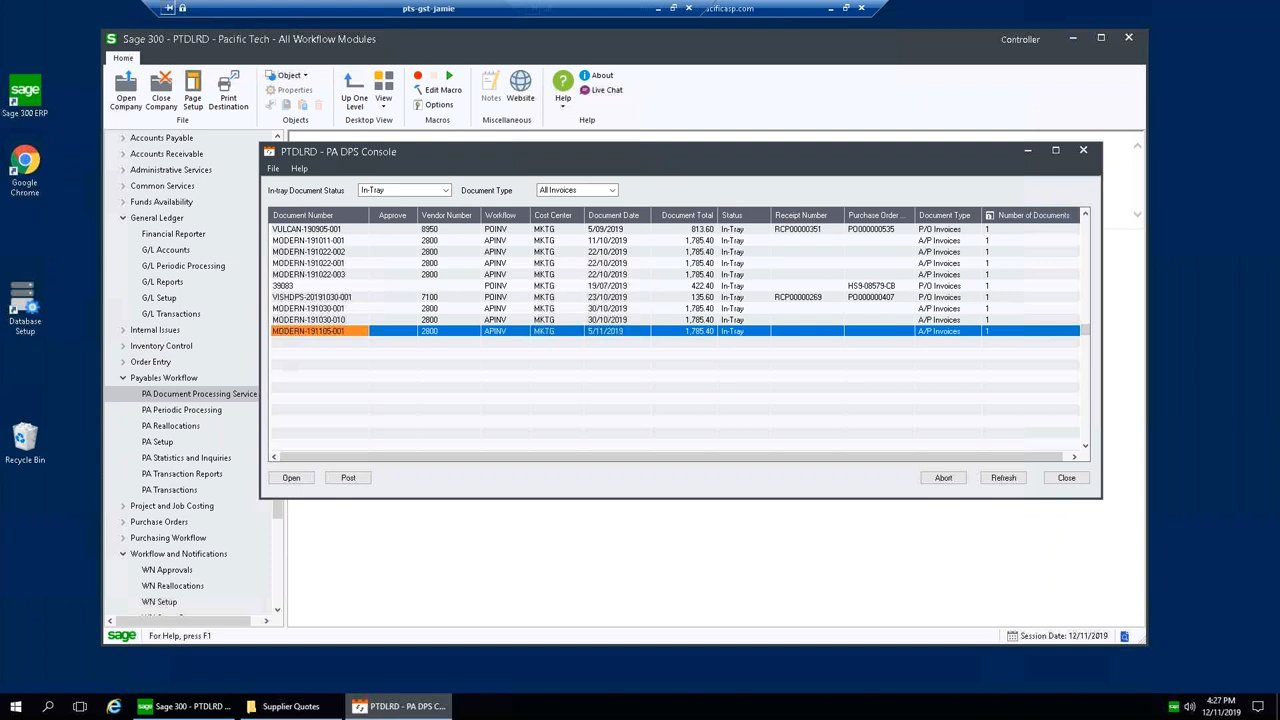 pts-gst-jamie
acificasp.com
Sage 300 - PTDLRD - Pacific Tech - All Workflow Modules
Controller
Home
Open Company
Close Company
Page Setup
Print Destination
File
Object
Properties
Objects
Up One Level
View
Desktop View
Edit Macro
Options
Macros
Notes
Website
Miscellaneous
Help
About
Live Chat
Help
sage
Sage 300 ERP
Google Chrome
Database Setup
Recycle Bin
Accounts Payable
Accounts Receivable
Administrative Services
Common Services
Funds Availability
General Ledger
Financial Reporter
G/L Accounts
G/L Periodic Processing
G/L Reports
G/L Setup
G/L Transactions
Internal Issues
Inventory Control
Order Entry
Payables Workflow
PA Document Processing Service
PA Periodic Processing
PA Reallocations
PA Setup
PA Statistics and Inquiries
PA Transaction Reports
PA Transactions
Project and Job Costing
Purchase Orders
Purchasing Workflow
Workflow and Notifications
WN Approvals
WN Reallocations
WN Setup
PTDLRD - PA DPS Console
File Help
In-tray Document Status In-Tray Document Type All Invoices
Document Number Approve Vendor Number Workflow Cost Center Document Date Document Total Status Receipt Number Purchase Order ... Document Type Number of Documents
VULCAN-190905-001 8950 POINV MKTG 5/09/2019 813.60 In-Tray RCP00000351 PO000000535 P/O Invoices 1
MODERN-191011-001 2800 APINV MKTG 11/10/2019 1,785.40 In-Tray A/P Invoices 1
MODERN-191022-002 2800 APINV MKTG 22/10/2019 1,785.40 In-Tray A/P Invoices 1
MODERN-191022-001 2800 APINV MKTG 22/10/2019 1,785.40 In-Tray A/P Invoices 1
MODERN-191022-003 2800 APINV MKTG 22/10/2019 1,785.40 In-Tray A/P Invoices 1
39083 POINV MKTG 19/07/2019 422.40 In-Tray HS9-08579-CB P/O Invoices 1
VISHDPS-20191030-001 7100 POINV MKTG 23/10/2019 135.60 In-Tray RCP00000269 PO000000407 P/O Invoices 1
MODERN-191030-001 2800 APINV MKTG 30/10/2019 1,785.40 In-Tray A/P Invoices 1
MODERN-191030-010 2800 APINV MKTG 30/10/2019 1,785.40 In-Tray A/P Invoices 1
MODERN-191105-001 2800 APINV MKTG 5/11/2019 1,785.40 In-Tray A/P Invoices 1
Open Post Abort Refresh Close
sage For Help, press F1 Session Date: 12/11/2019
Sage 300 - PTDLRD ... Supplier Quotes PTDLRD - PA DPS C...
4:27 PM
12/11/2019